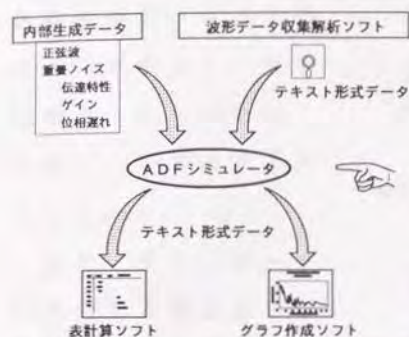 内部生成データ
正弦波
重畳ノイズ
伝達特性
ゲイン
位相遅れ
波形データ収集解析ソフト
テキスト形式データ
ADFシミュレータ
テキスト形式データ
表計算ソフト
グラフ作成ソフト